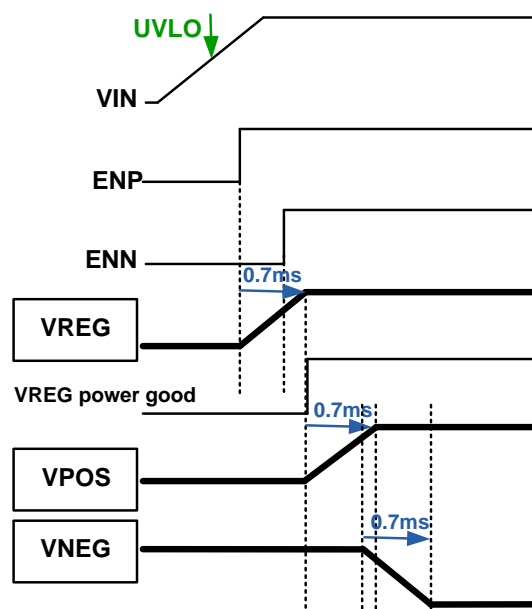 UVLO
VIN
ENP
ENN
0.7ms
VREG
VREG power good
0.7ms
VPOS
VNEG
0.7ms